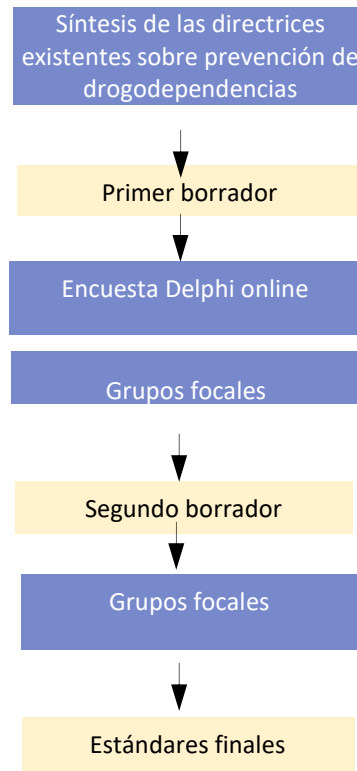 Síntesis de las directrices
existentes sobre prevención de
drogodependencias
Primer borrador
Encuesta Delphi online
Grupos focales
Segundo borrador
Grupos focales
Estándares finales